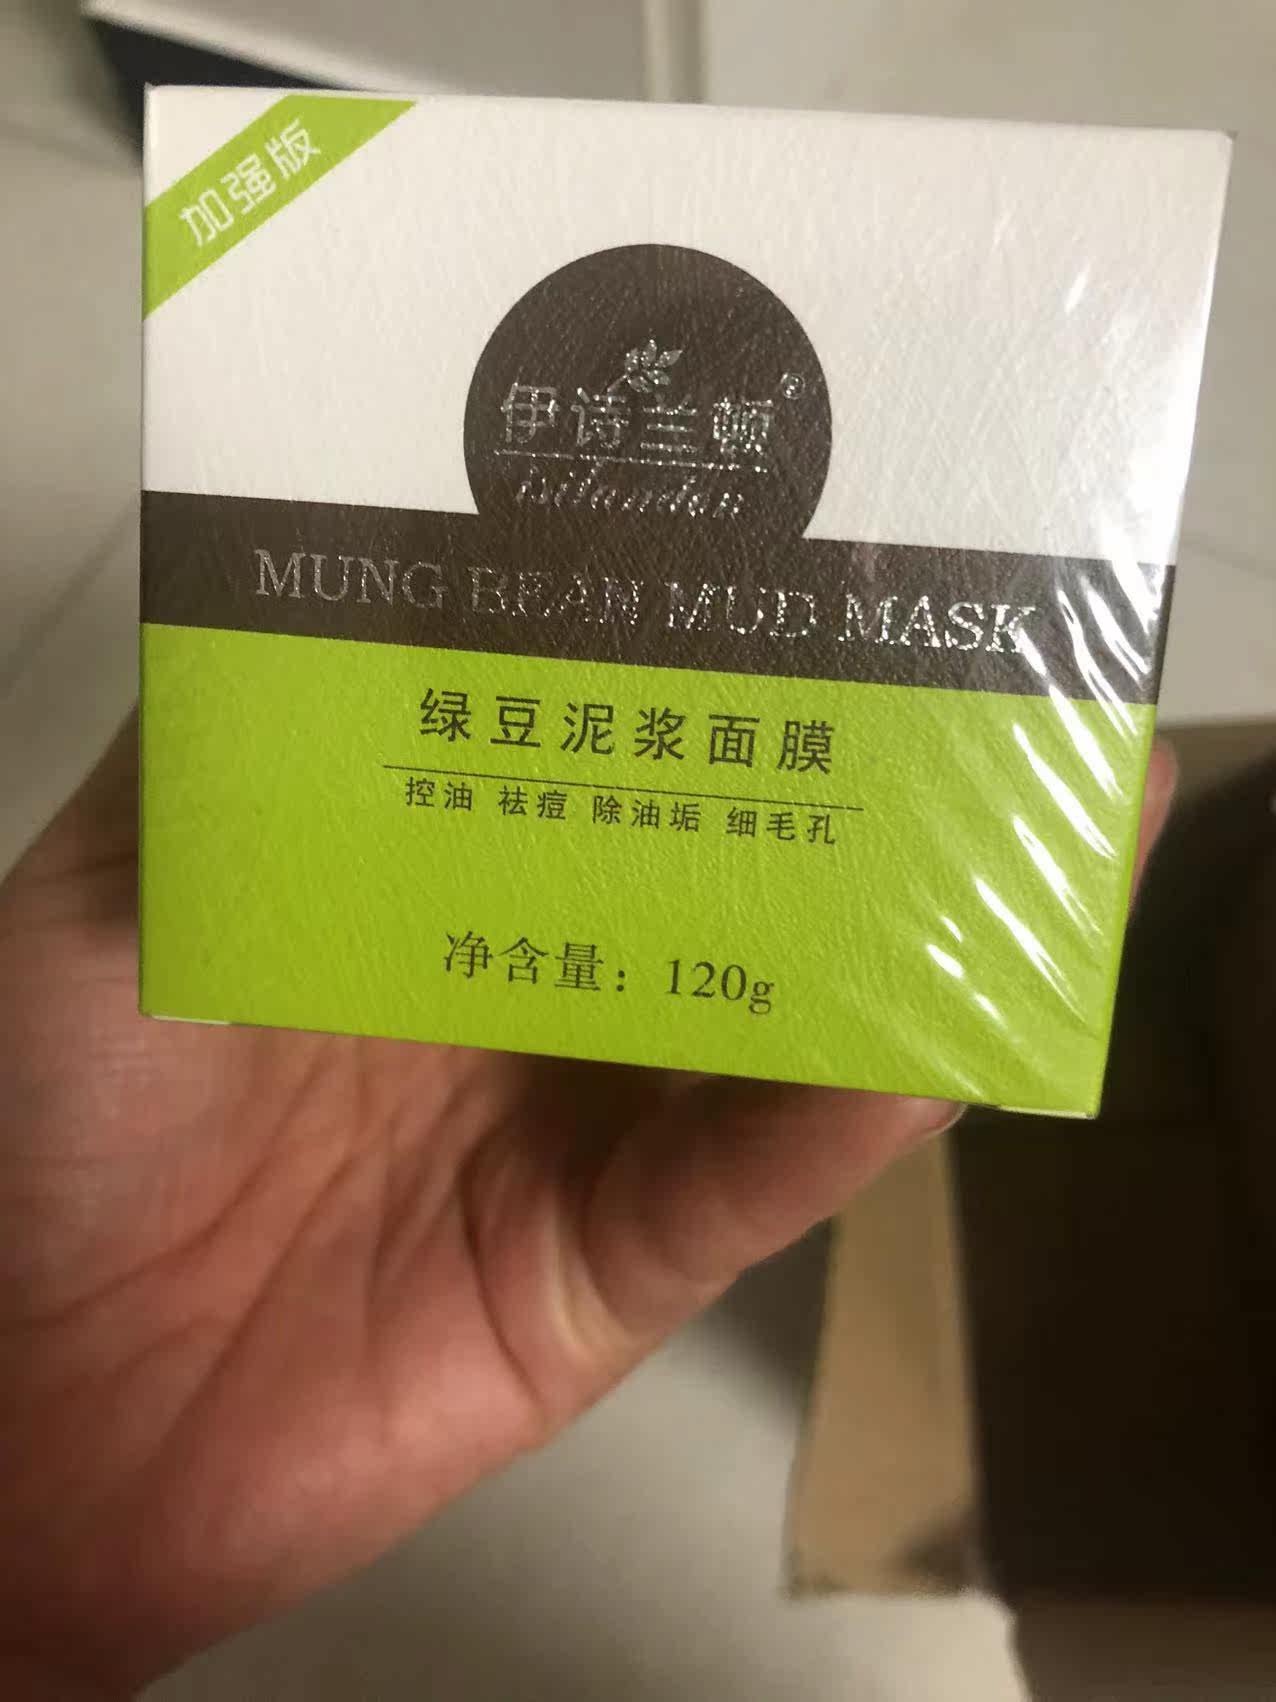 加强版
伊诗兰顿®
isilandun
MUNG BEAN MUD MASK
绿豆泥浆面膜
控油 祛痘 除油垢 细毛孔
净含量：120g